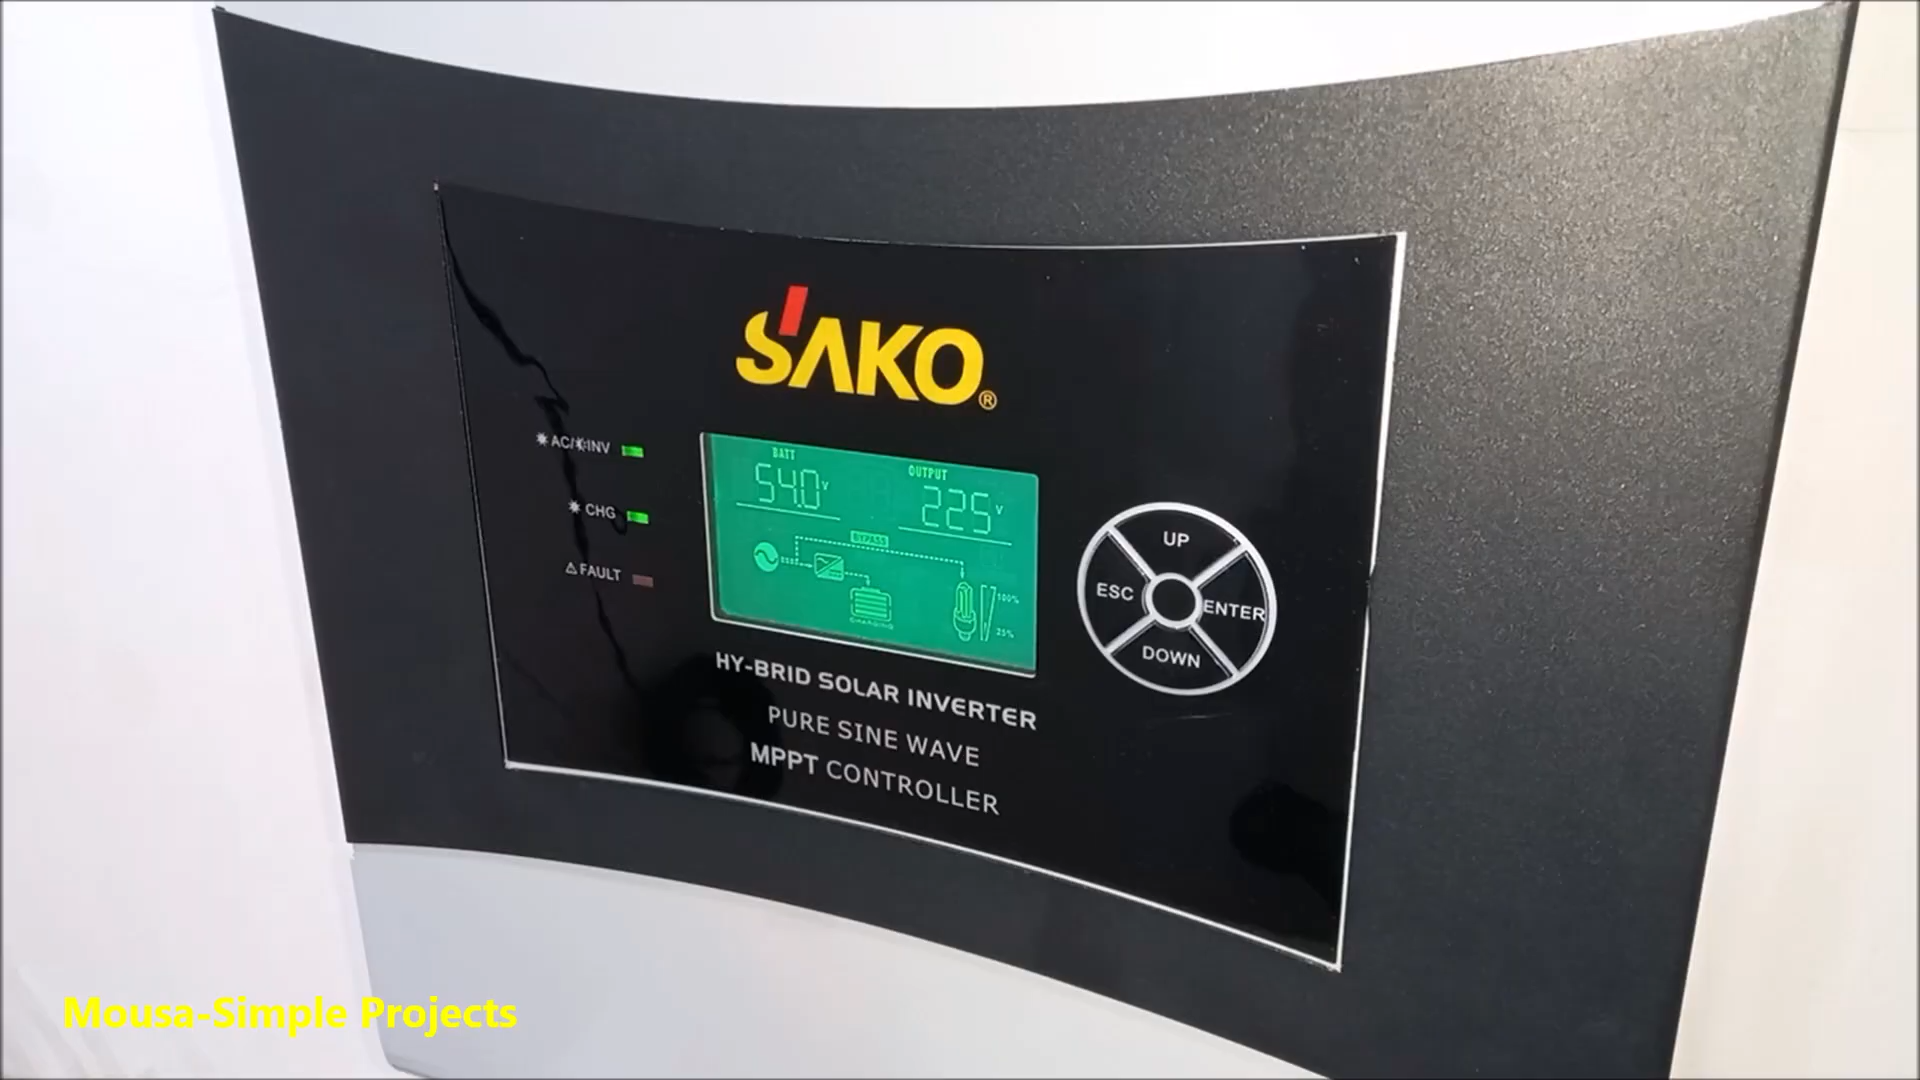 SAKO®
AC/INV
CHG
FAULT
BATT
54.0V
OUTPUT
225V
BYPASS
CHARGING
100%
25%
UP
ESC
ENTER
DOWN
HY-BRID SOLAR INVERTER
PURE SINE WAVE
MPPT CONTROLLER
Mousa-Simple Projects